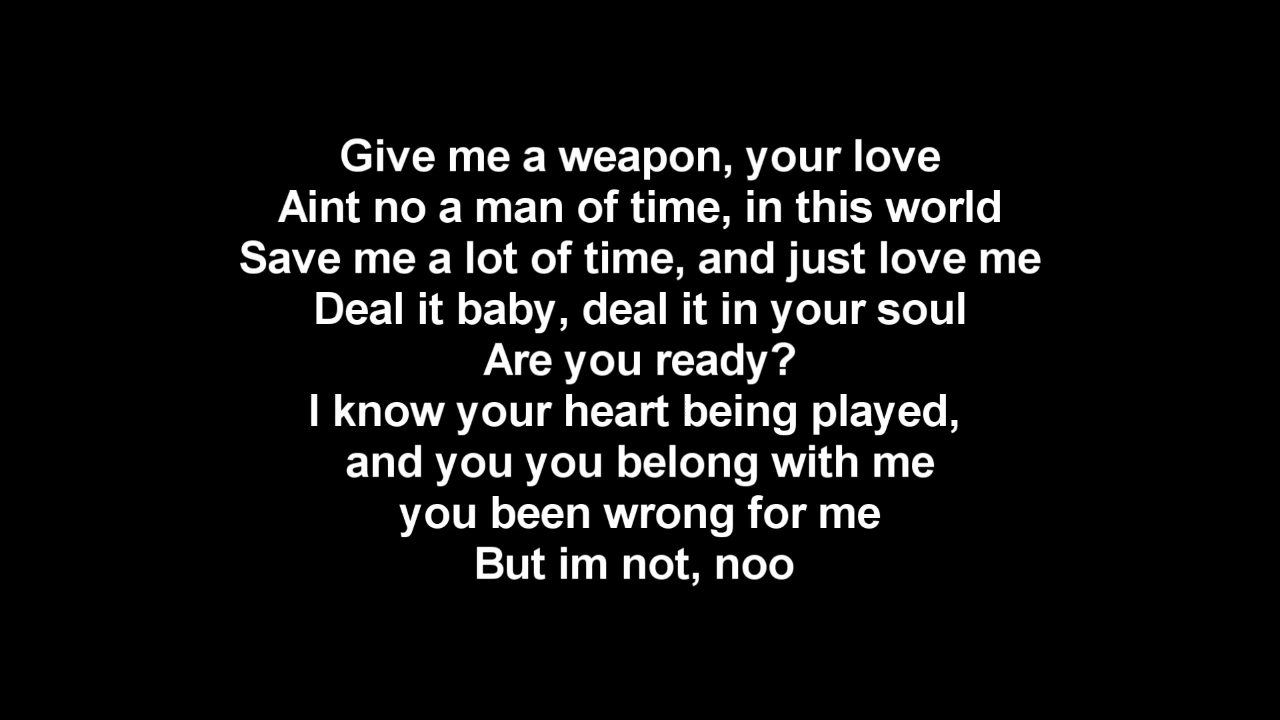 Give me a weapon, your love
Aint no a man of time, in this world
Save me a lot of time, and just love me
Deal it baby, deal it in your soul
Are you ready?
I know your heart being played,
and you you belong with me
you been wrong for me
But im not, noo